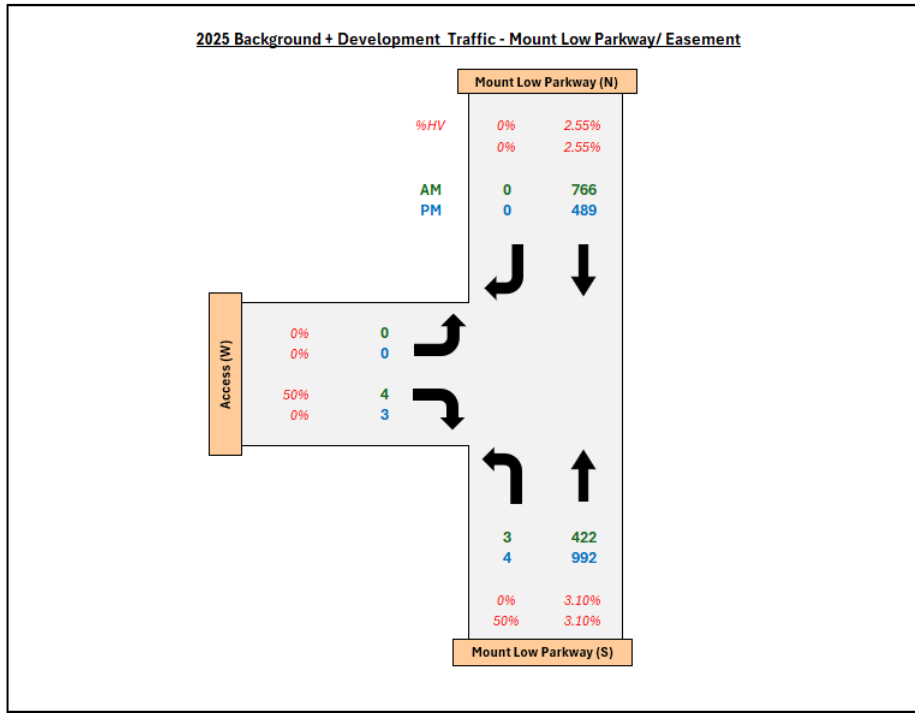 2025 Background + Development Traffic - Mount Low Parkway/ Easement
Mount Low Parkway (N)
%HV 0% 2.55%
0% 2.55%
AM 0 766
PM 0 489
Access (W)
0% 0
0% 0
50% 4
0% 3
3 422
4 992
0% 3.10%
50% 3.10%
Mount Low Parkway (S)